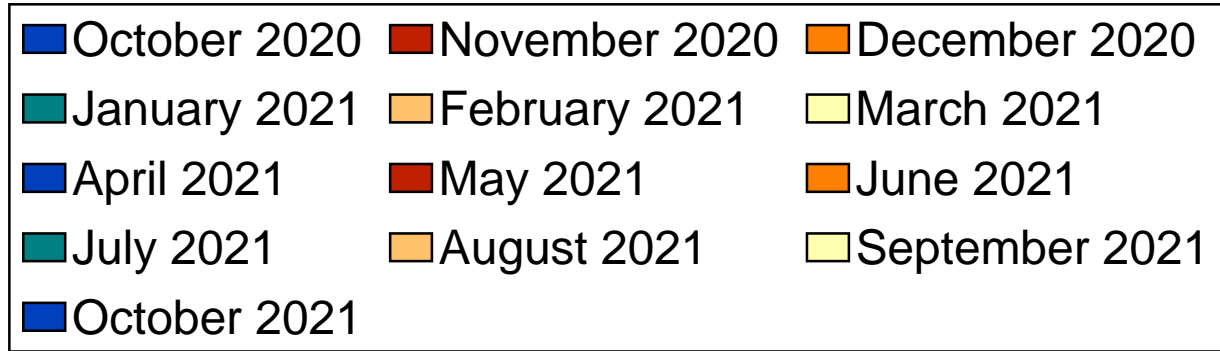 October 2020 November 2020 December 2020
January 2021 February 2021 March 2021
April 2021 May 2021 June 2021
July 2021 August 2021 September 2021
October 2021